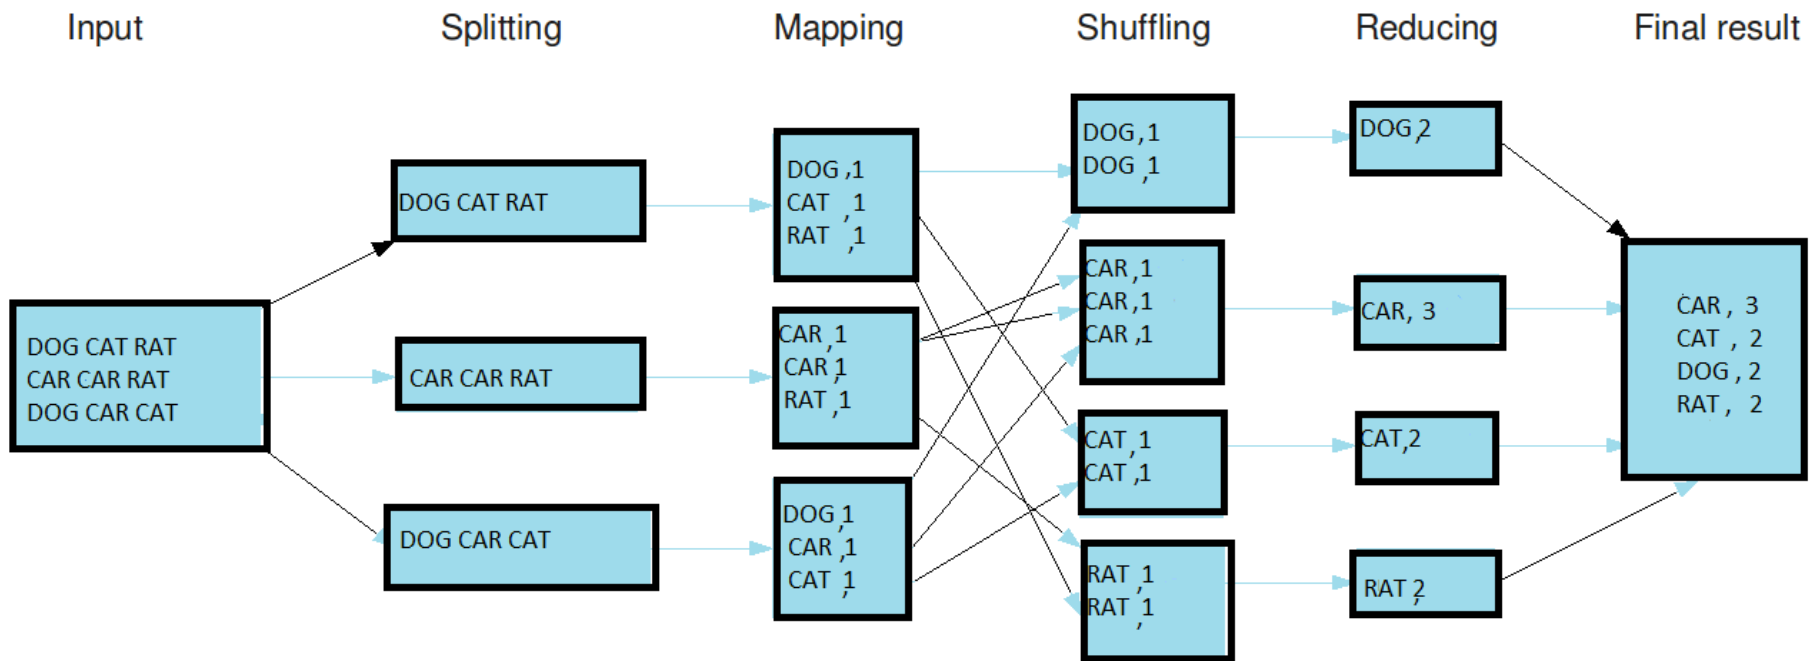 Input
Splitting
Mapping
Shuffling
Reducing
Final result
DOG CAT RAT
CAR CAR RAT
DOG CAR CAT
DOG CAT RAT
CAR CAR RAT
DOG CAR CAT
DOG ,1
CAT ,1
RAT ,1
CAR ,1
CAR ,1
RAT ,1
DOG ,1
CAR ,1
CAT ,1
DOG ,1
DOG ,1
CAR ,1
CAR ,1
CAR ,1
CAT ,1
CAT ,1
RAT ,1
RAT ,1
DOG ,2
CAR, 3
CAT,2
RAT ,2
CAR , 3
CAT , 2
DOG , 2
RAT , 2